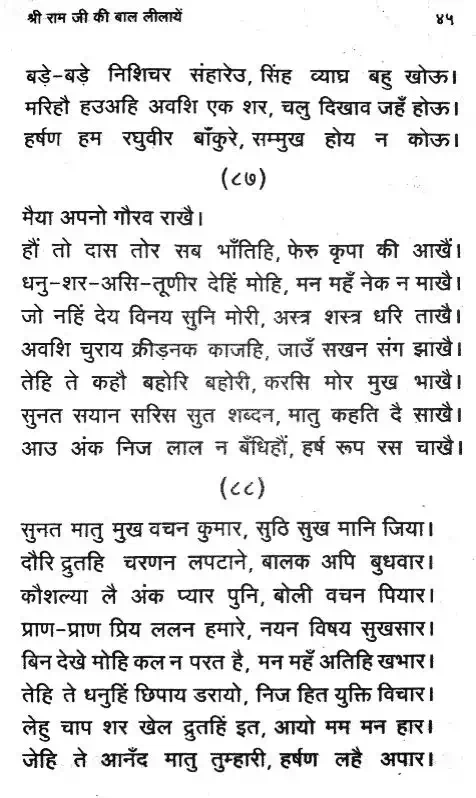 श्री राम जी की बाल लीलायें ४५
बड़े-बड़े निशिचर संहारेउ, सिंह व्याघ्र बहु खोऊ।
मरिहौ हउअहि अवशि एक शर, चलु दिखाव जहँ होऊ।
हर्षण हम रघुवीर बाँकुरे, सम्मुख होय न कोऊ।
(८७)
मैया अपनो गौरव राखै।
हौं तो दास तोर सब भाँतिहि, फेरु कृपा की आखैं।
धनु-शर-असि-तूणीर देहिं मोहि, मन महँ नेक न माखै।
जो नहिं देय विनय सुनि मोरी, अस्त्र शस्त्र धरि ताखै।
अवशि चुराय क्रीड़नक काजहि, जाउँ सखन संग झाखै।
तेहि ते कहौ बहोरि बहोरी, करसि मोर मुख भाखै।
सुनत सयान सरिस सुत शब्दन, मातु कहति दै साखै।
आउ अंक निज लाल न बँधिहौं, हर्ष रूप रस चाखै।
(८८)
सुनत मातु मुख वचन कुमार, सुठि सुख मानि जिया।
दौरि द्रुतहि चरणन लपटाने, बालक अपि बुधवार।
कौशल्या लै अंक प्यार पुनि, बोली वचन पियार।
प्राण-प्राण प्रिय ललन हमारे, नयन विषय सुखसार।
बिन देखे मोहि कल न परत है, मन महँ अतिहि खभार।
तेहि ते धनुहिं छिपाय डरायो, निज हित युक्ति विचार।
लेहु चाप शर खेल द्रुतहिं इत, आयो मम मन हार।
जेहि ते आनँद मातु तुम्हारी, हर्षण लहै अपार।